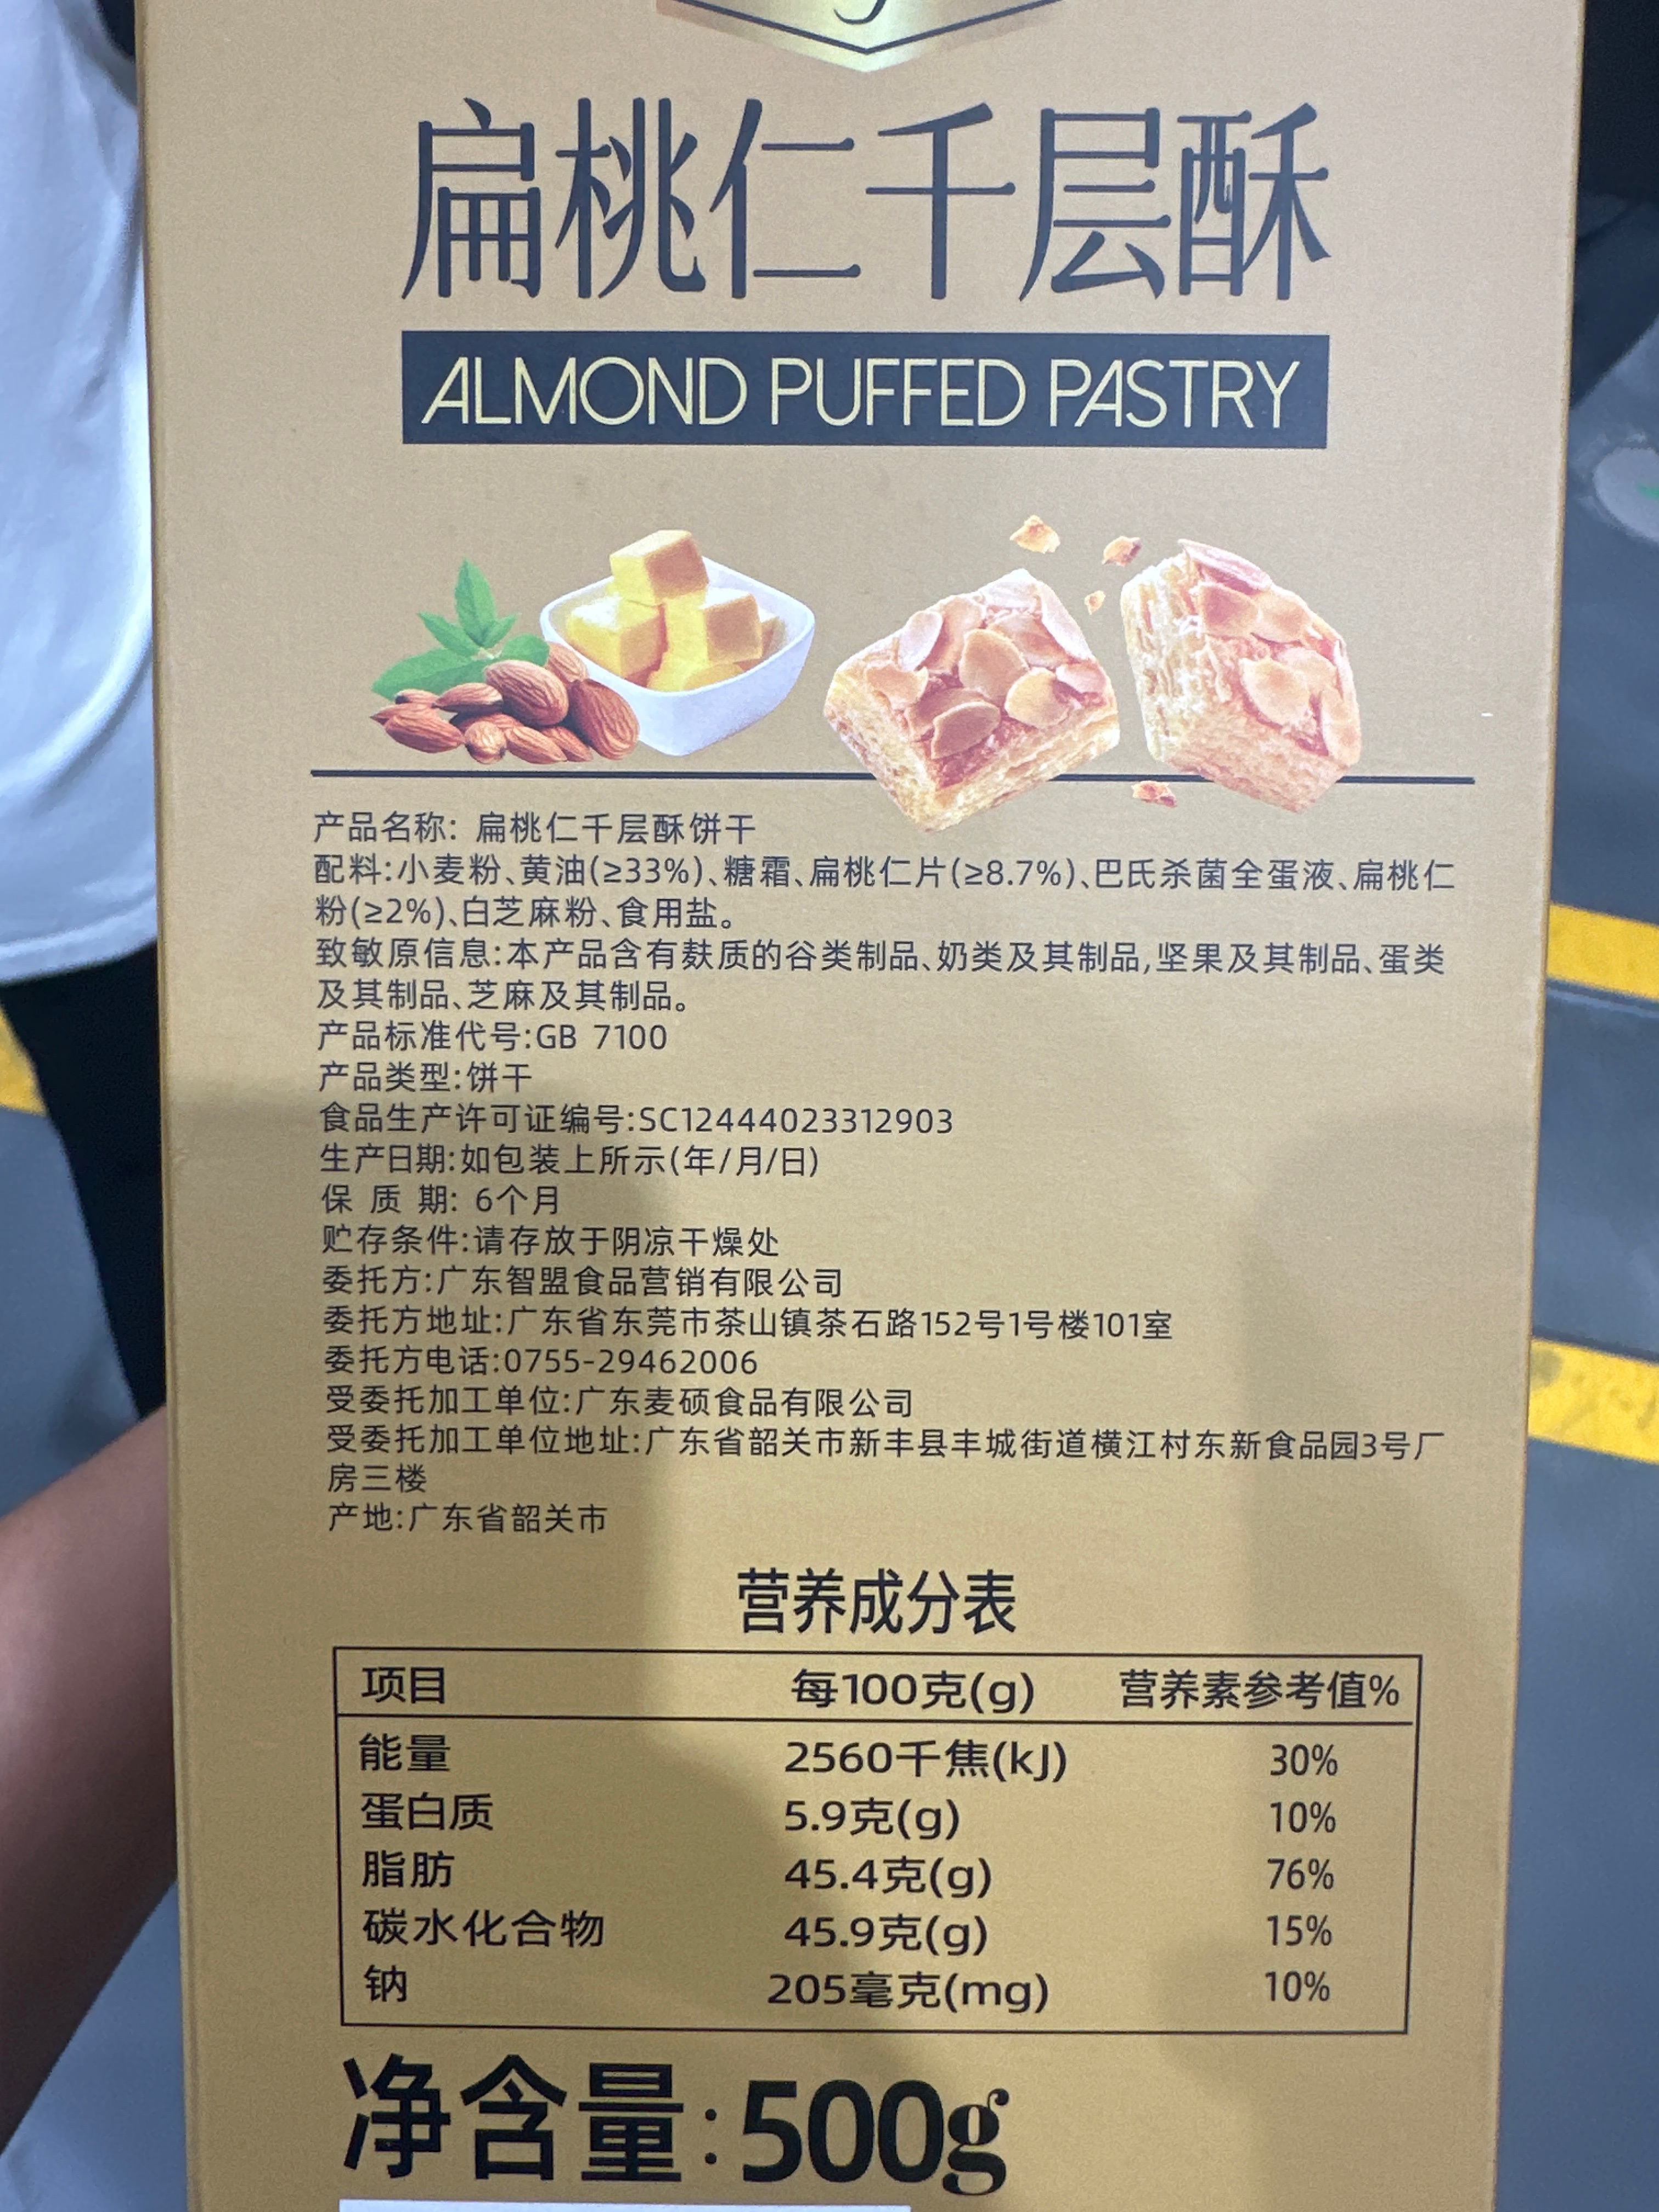 扁桃仁千层酥
ALMOND PUFFED PASTRY
产品名称: 扁桃仁千层酥饼干
配料:小麦粉、黄油(≥33%)、糖霜、扁桃仁片(≥8.7%)、巴氏杀菌全蛋液、扁桃仁
粉(≥2%)、白芝麻粉、食用盐。
致敏原信息:本产品含有麸质的谷类制品、奶类及其制品,坚果及其制品、蛋类
及其制品、芝麻及其制品。
产品标准代号:GB 7100
产品类型:饼干
食品生产许可证编号:SC12444023312903
生产日期:如包装上所示(年/月/日)
保 质 期: 6个月
贮存条件:请存放于阴凉干燥处
委托方:广东智盟食品营销有限公司
委托方地址:广东省东莞市茶山镇茶石路152号1号楼101室
委托方电话:0755-29462006
受委托加工单位:广东麦硕食品有限公司
受委托加工单位地址:广东省韶关市新丰县丰城街道横江村东新食品园3号厂
房三楼
产地:广东省韶关市
营养成分表
项目 每100克(g) 营养素参考值%
能量 2560千焦(kJ) 30%
蛋白质 5.9克(g) 10%
脂肪 45.4克(g) 76%
碳水化合物 45.9克(g) 15%
钠 205毫克(mg) 10%
净含量:500g